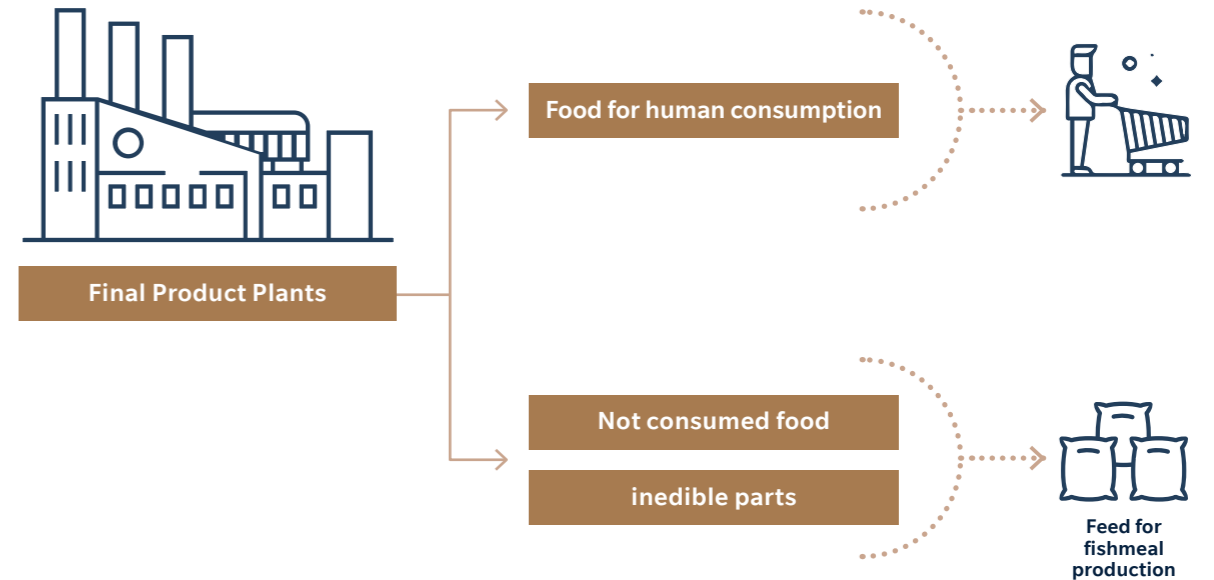 Food for human consumption
Final Product Plants
Not consumed food
inedible parts
Feed for
fishmeal
production